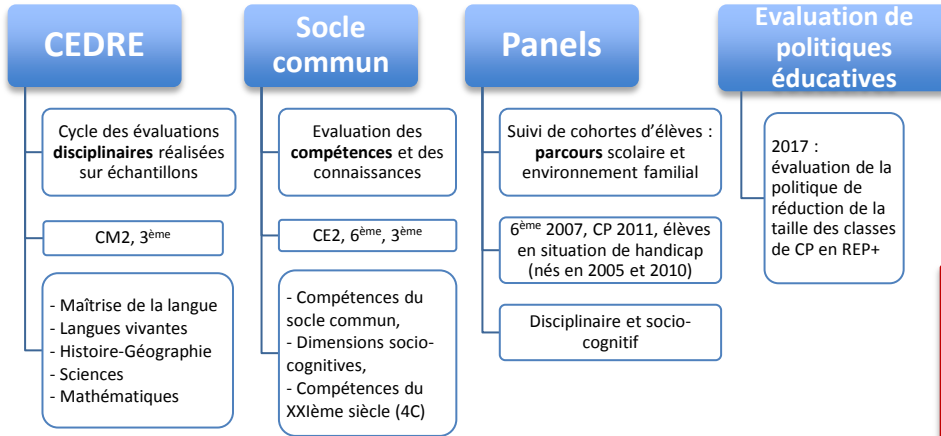 CEDRE
Cycle des évaluations
disciplinaires réalisées
sur échantillons
CM2, 3ème
- Maîtrise de la langue
- Langues vivantes
- Histoire-Géographie
- Sciences
- Mathématiques
Socle
commun
Evaluation des
compétences et des
connaissances
CE2, 6ème, 3ème
- Compétences du
socle commun,
- Dimensions socio-
cognitives,
- Compétences du
XXIème siècle (4C)
Panels
Suivi de cohortes d'élèves :
parcours scolaire et
environnement familial
6ème 2007, CP 2011, élèves
en situation de handicap
(nés en 2005 et 2010)
Disciplinaire et socio-
cognitif
Evaluation de
politiques
éducatives
2017 :
évaluation de la
politique de
réduction de la
taille des classes
de CP en REP+